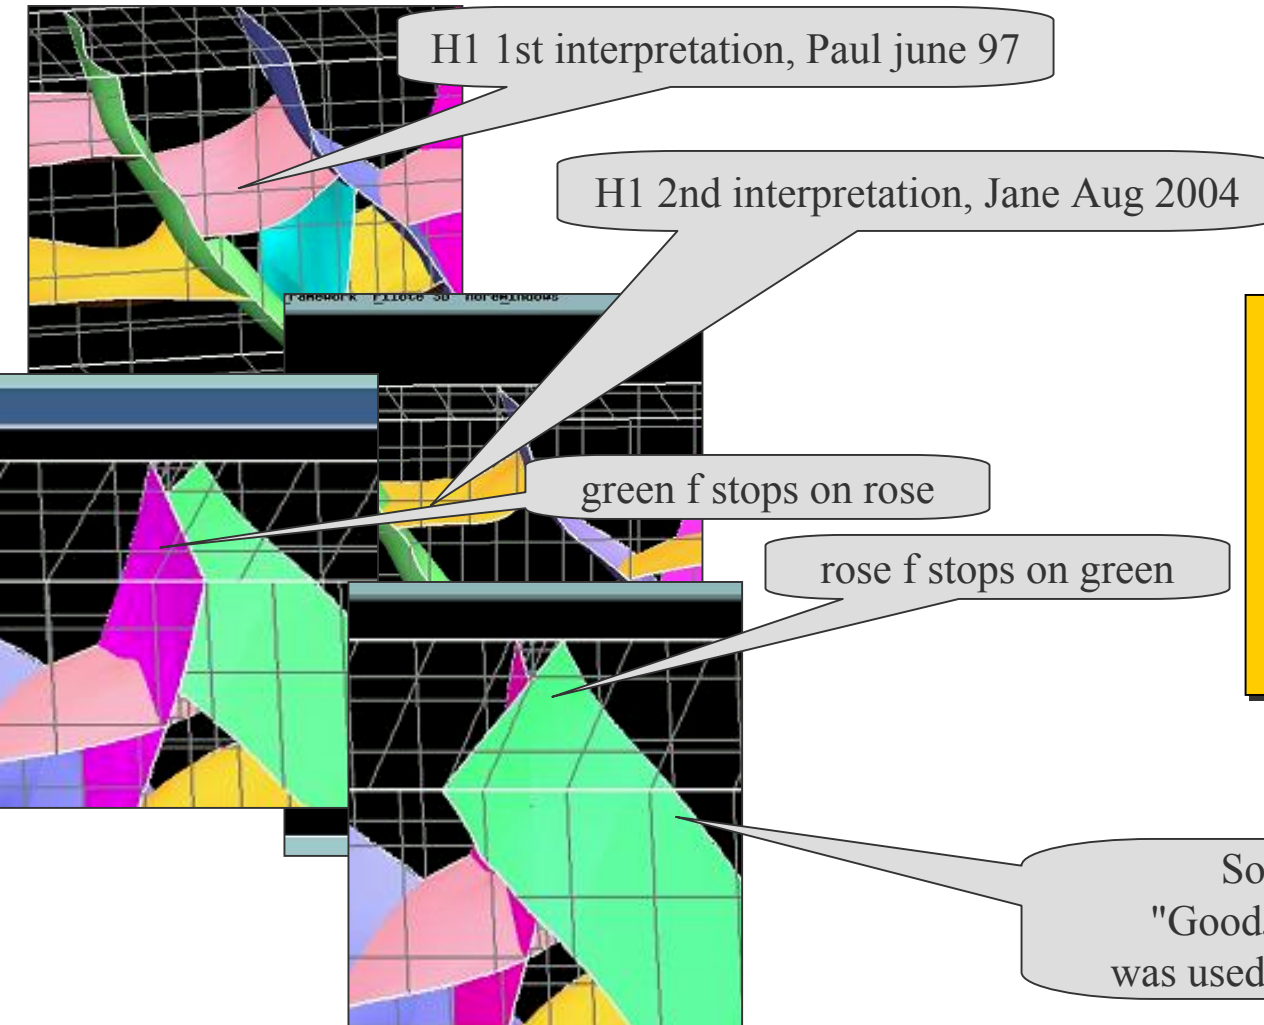 H1 1st interpretation, Paul june 97
H1 2nd interpretation, Jane Aug 2004
green f stops on rose
rose f stops on green
So
"Good
was used